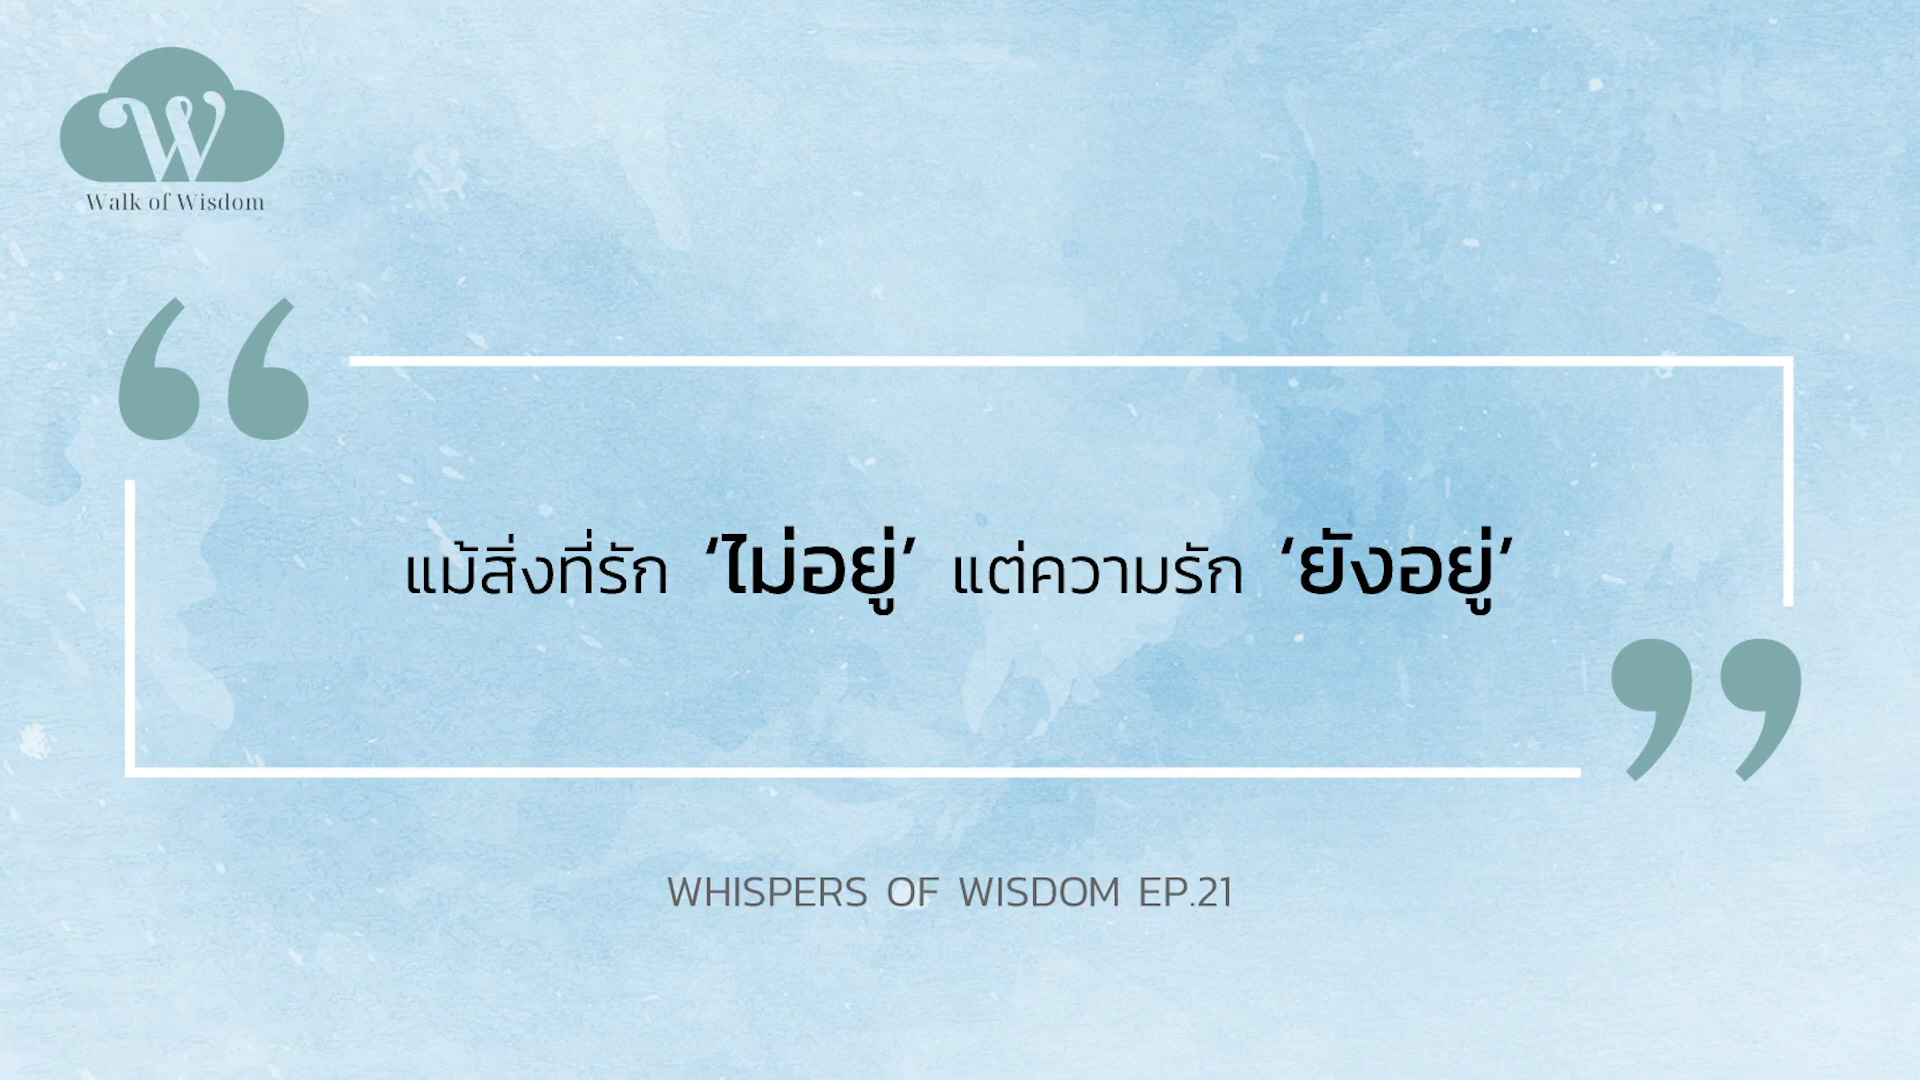 W
Walk of Wisdom
“
แม้สิ่งที่รัก ‘ไม่อยู่’ แต่ความรัก ‘ยังอยู่’
”
WHISPERS OF WISDOM EP.21